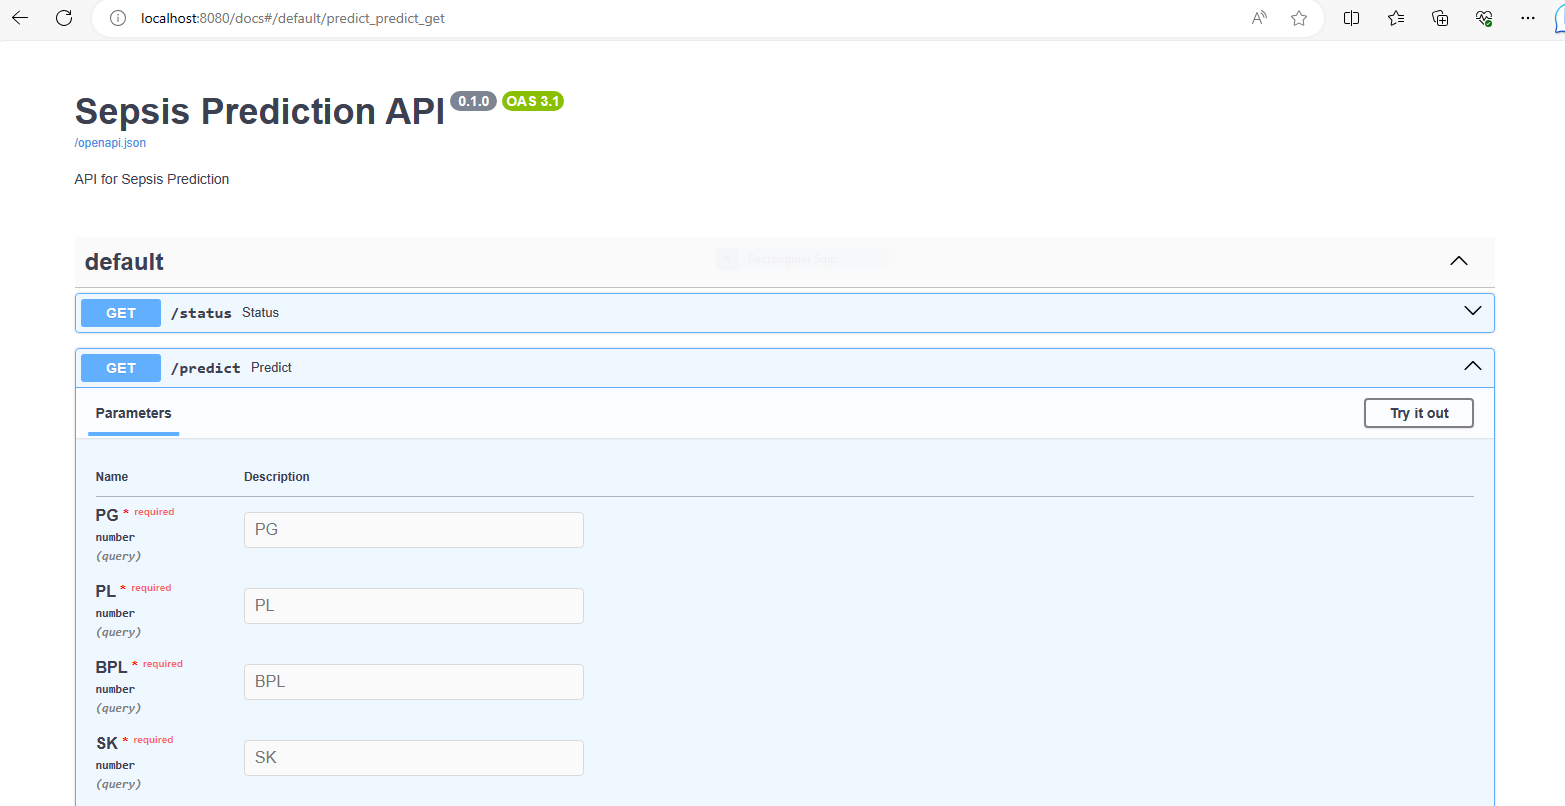 localhost:8080/docs#/default/predict_predict_get
Sepsis Prediction API 0.1.0 OAS 3.1
/openapi.json
API for Sepsis Prediction
default
Rectangular Snip
GET /status Status
GET /predict Predict
Parameters Try it out
Name Description
PG * required
number
(query)
PG
PL * required
number
(query)
PL
BPL * required
number
(query)
BPL
SK * required
number
(query)
SK